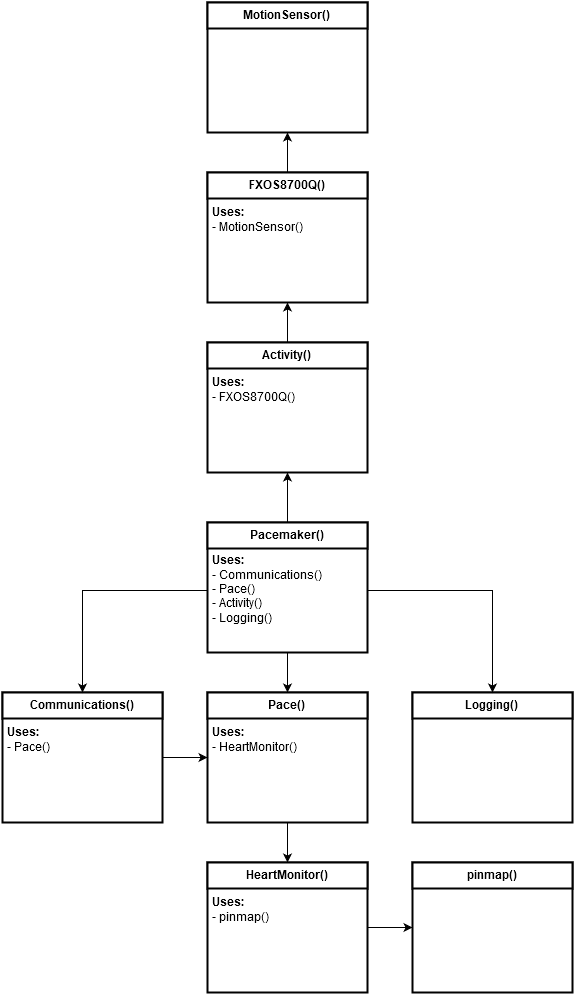 MotionSensor()
FXOS8700Q()
Uses:
- MotionSensor()
Activity()
Uses:
- FXOS8700Q()
Pacemaker()
Uses:
- Communications()
- Pace()
- Activity()
- Logging()
Communications()
Uses:
- Pace()
Pace()
Uses:
- HeartMonitor()
Logging()
HeartMonitor()
Uses:
- pinmap()
pinmap()